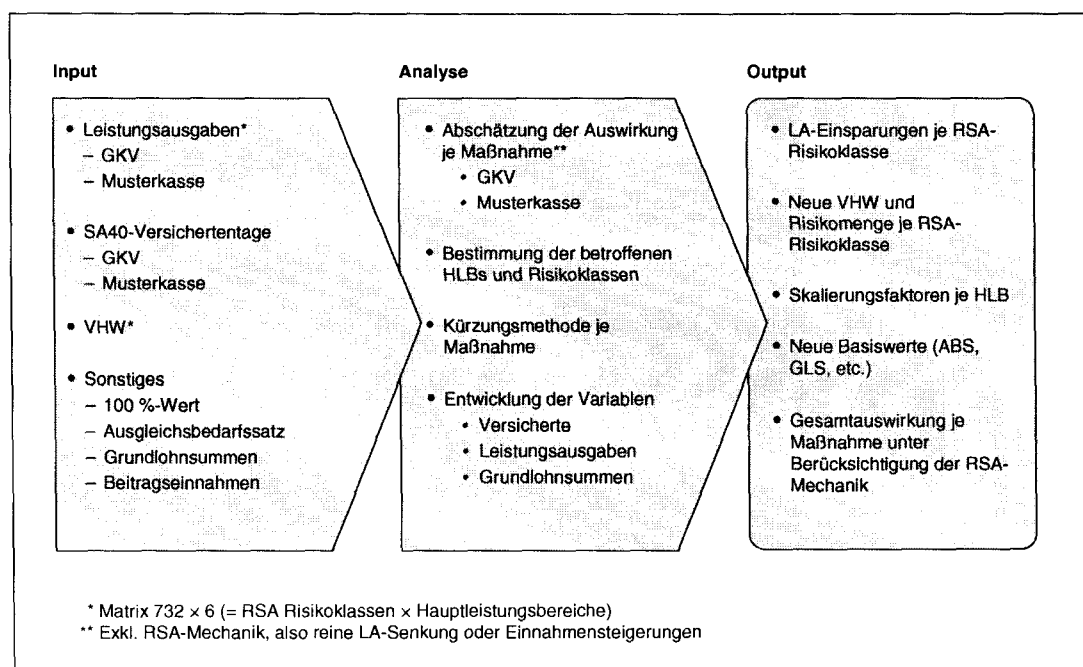 Input
• Leistungsausgaben*
– GKV
– Musterkasse
• SA40-Versichertentage
– GKV
– Musterkasse
• VHW*
• Sonstiges
– 100 %-Wert
– Ausgleichsbedarfssatz
– Grundlohnsummen
– Beitragseinnahmen
Analyse
• Abschätzung der Auswirkung
je Maßnahme**
• GKV
• Musterkasse
• Bestimmung der betroffenen
HLBs und Risikoklassen
• Kürzungsmethode je
Maßnahme
• Entwicklung der Variablen
• Versicherte
• Leistungsausgaben
• Grundlohnsummen
Output
• LA-Einsparungen je RSA-
Risikoklasse
• Neue VHW und
Risikomenge je RSA-
Risikoklasse
• Skalierungsfaktoren je HLB
• Neue Basiswerte (ABS,
GLS, etc.)
• Gesamtauswirkung je
Maßnahme unter
Berücksichtigung der RSA-
Mechanik
* Matrix 732 × 6 (= RSA Risikoklassen × Hauptleistungsbereiche)
** Exkl. RSA-Mechanik, also reine LA-Senkung oder Einnahmensteigerungen